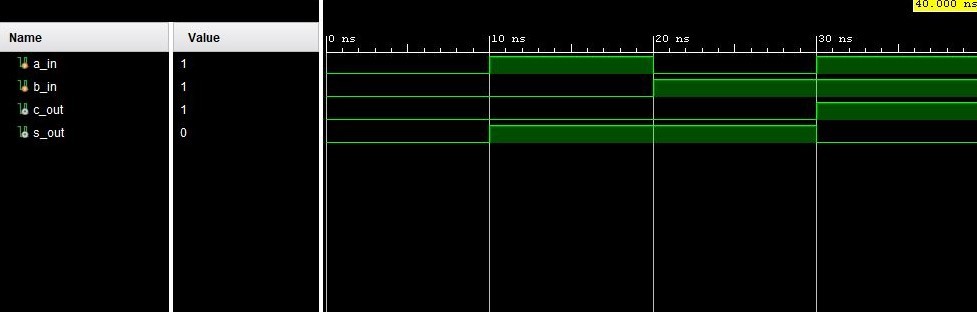 40.000 ns
Name Value
0 ns 10 ns 20 ns 30 ns
a_in 1
b_in 1
c_out 1
s_out 0